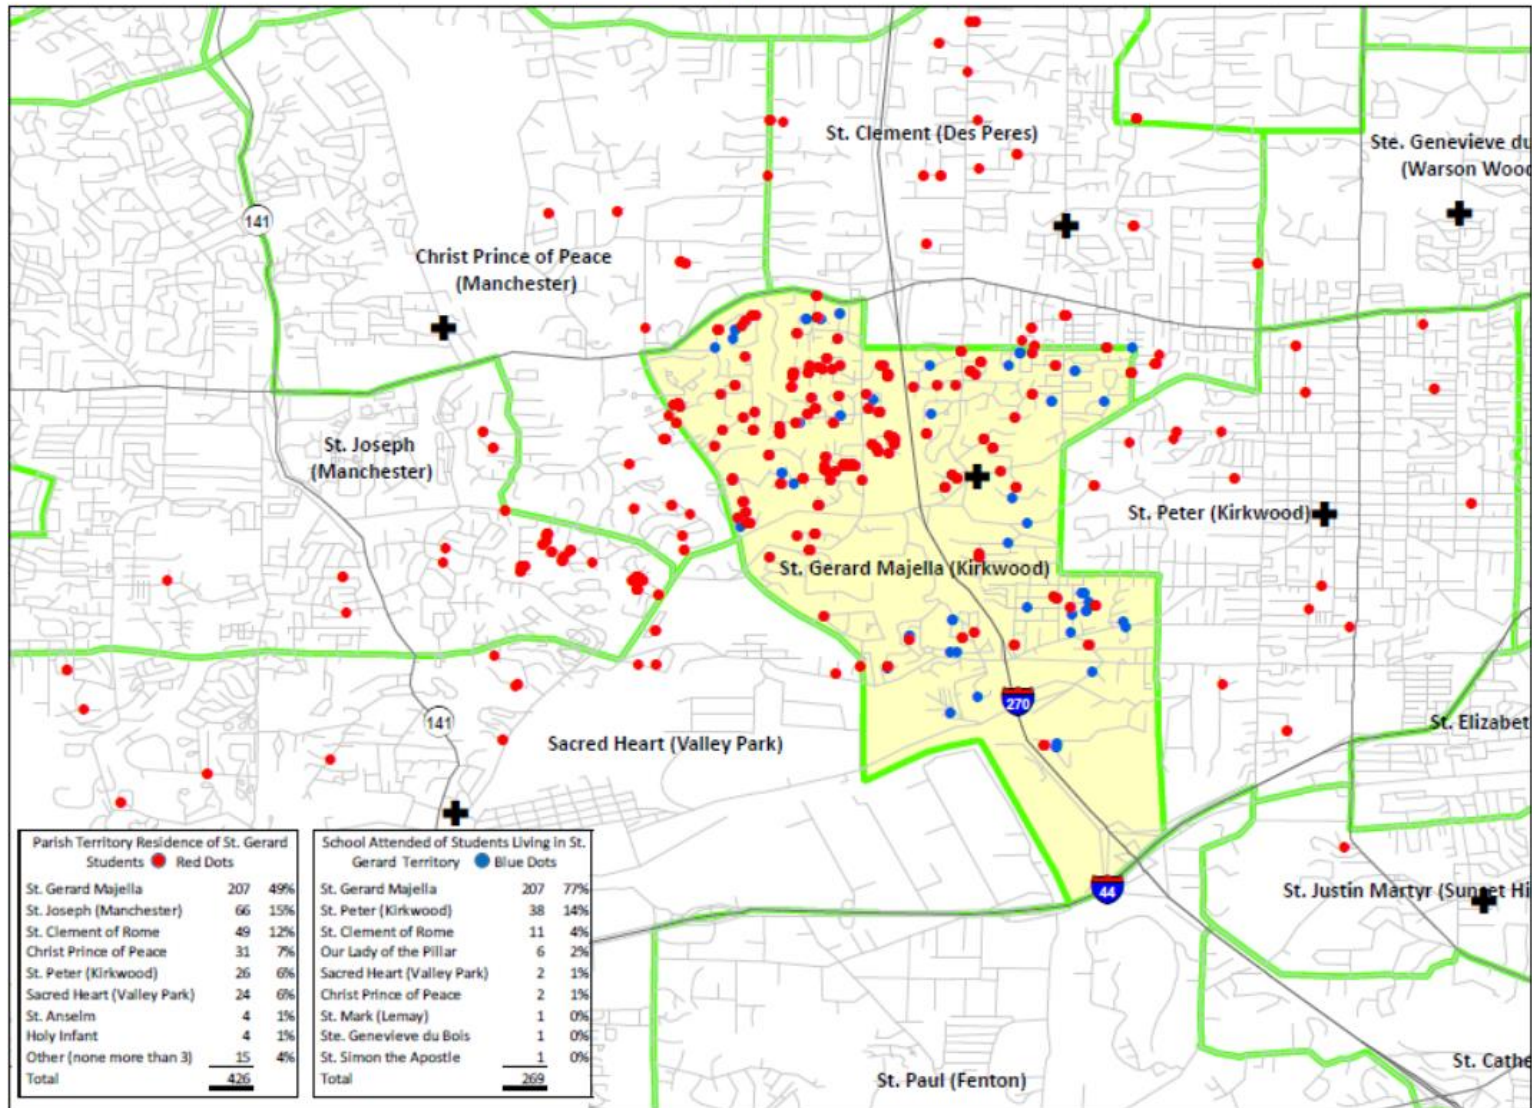 St. Clement (Des Peres)
Ste. Genevieve du
(Warson Wood
141
Christ Prince of Peace
(Manchester)
St. Joseph
(Manchester)
St. Peter (Kirkwood)
St. Gerard Majella (Kirkwood)
270
141
Sacred Heart (Valley Park)
St. Elizabet
44
St. Justin Martyr (Sunset Hi
St. Paul (Fenton)
St. Cathe
Parish Territory Residence of St. Gerard
Students Red Dots
St. Gerard Majella 207 49%
St. Joseph (Manchester) 66 15%
St. Clement of Rome 49 12%
Christ Prince of Peace 31 7%
St. Peter (Kirkwood) 26 6%
Sacred Heart (Valley Park) 24 6%
St. Anselm 4 1%
Holy Infant 4 1%
Other (none more than 3) 15 4%
Total 426
School Attended of Students Living in St.
Gerard Territory Blue Dots
St. Gerard Majella 207 77%
St. Peter (Kirkwood) 38 14%
St. Clement of Rome 11 4%
Our Lady of the Pillar 6 2%
Sacred Heart (Valley Park) 2 1%
Christ Prince of Peace 2 1%
St. Mark (Lemay) 1 0%
Ste. Genevieve du Bois 1 0%
St. Simon the Apostle 1 0%
Total 269